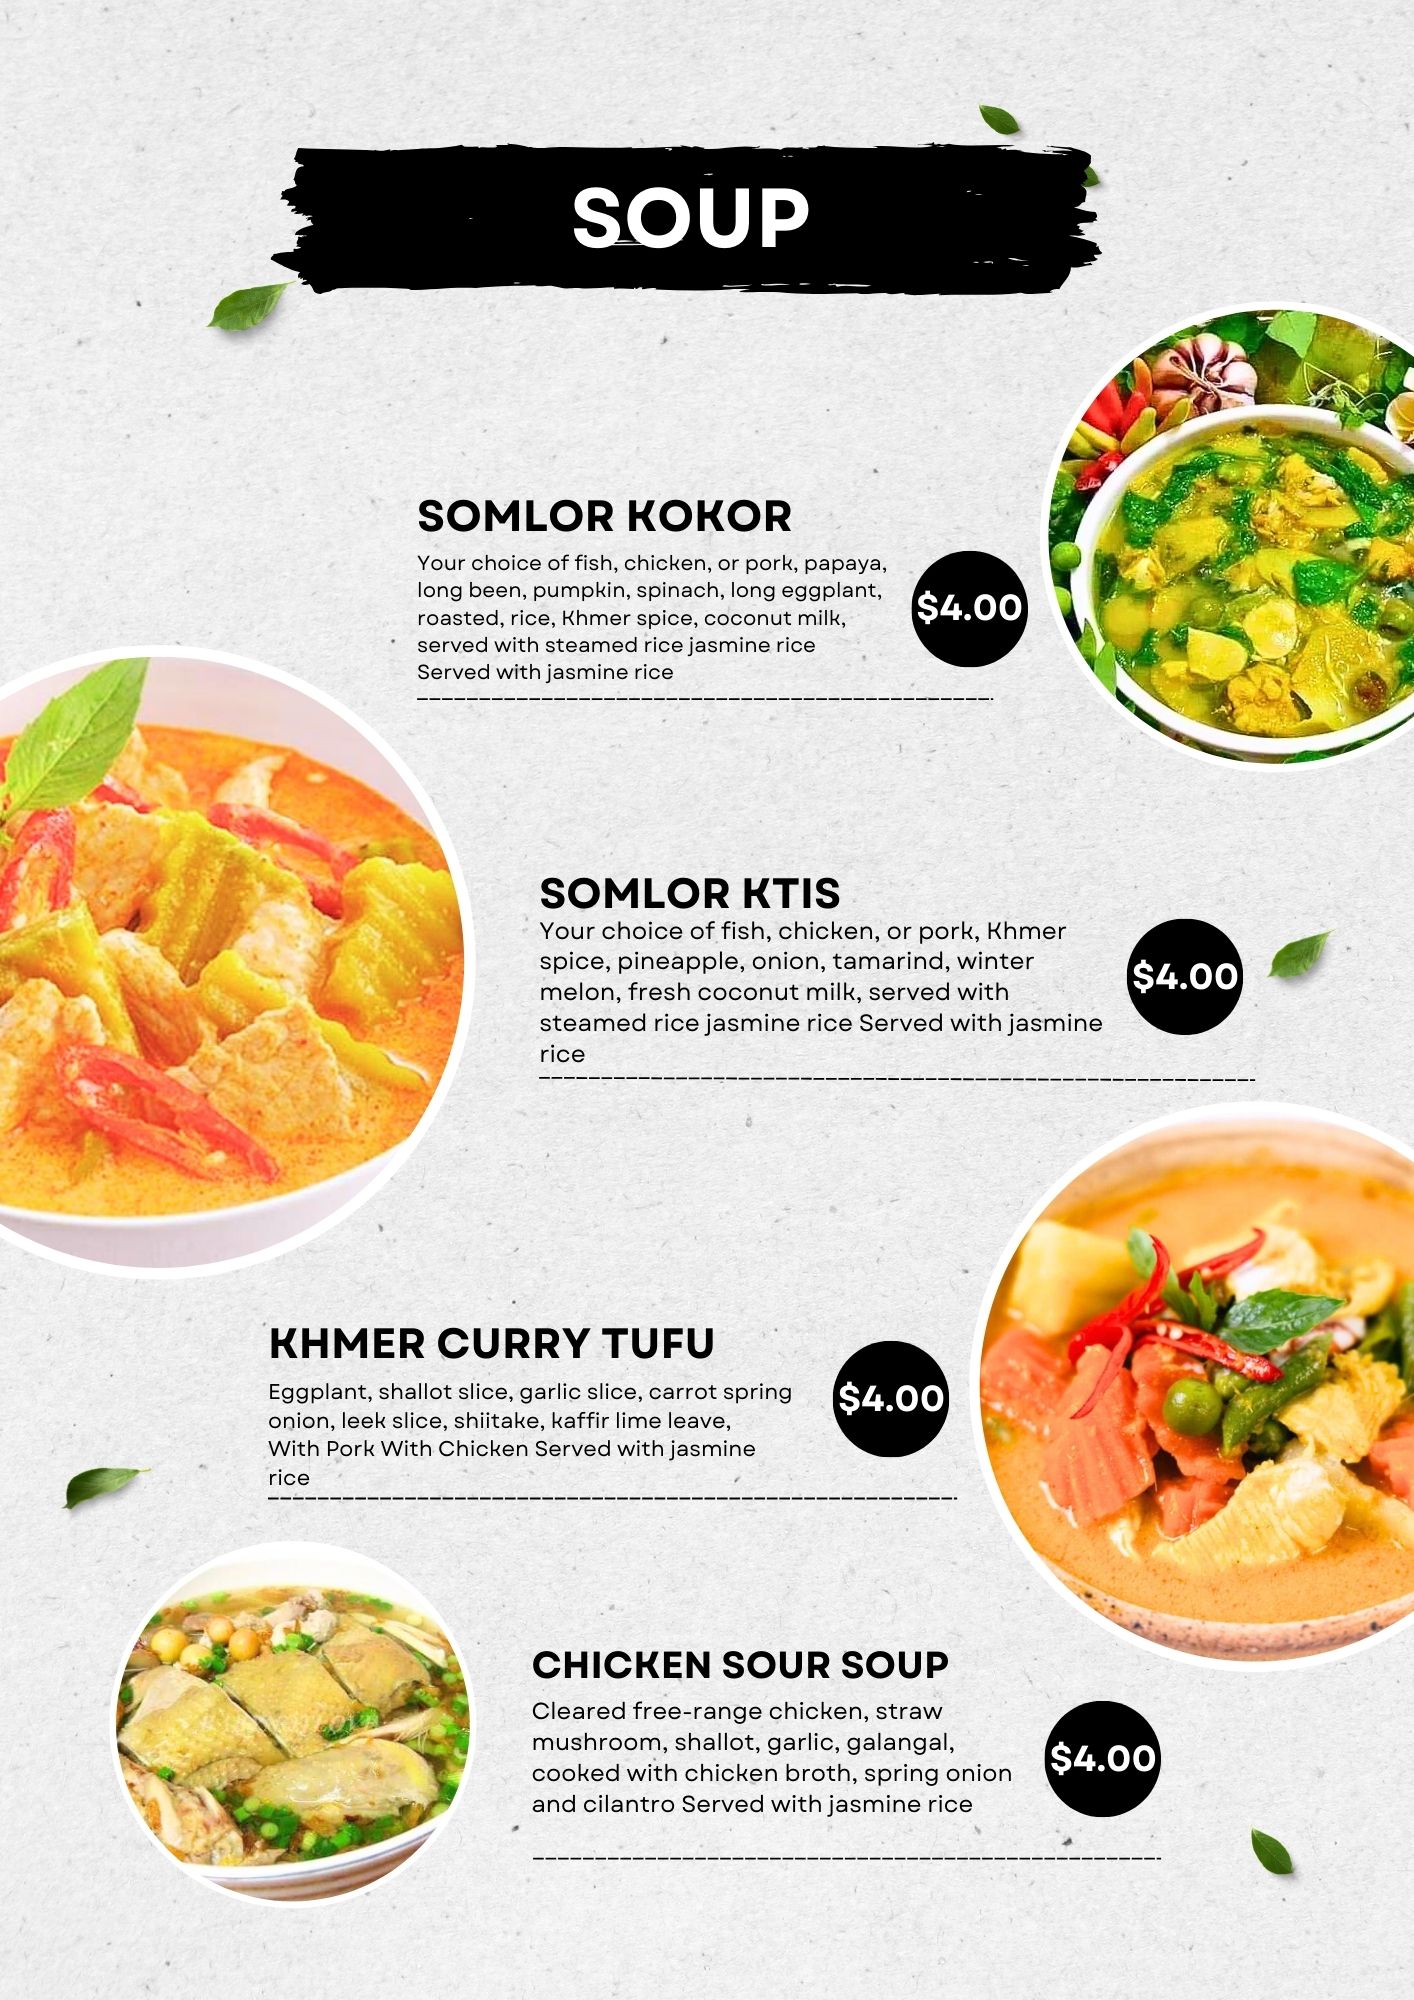 SOUP
SOMLOR KOKOR
Your choice of fish, chicken, or pork, papaya,
long been, pumpkin, spinach, long eggplant,
roasted, rice, Khmer spice, coconut milk,
served with steamed rice jasmine rice
Served with jasmine rice
$4.00
SOMLOR KTIS
Your choice of fish, chicken, or pork, Khmer
spice, pineapple, onion, tamarind, winter
melon, fresh coconut milk, served with
steamed rice jasmine rice Served with jasmine
rice
$4.00
KHMER CURRY TUFU
Eggplant, shallot slice, garlic slice, carrot spring
onion, leek slice, shiitake, kaffir lime leave,
With Pork With Chicken Served with jasmine
rice
$4.00
CHICKEN SOUR SOUP
Cleared free-range chicken, straw
mushroom, shallot, garlic, galangal,
cooked with chicken broth, spring onion
and cilantro Served with jasmine rice
$4.00